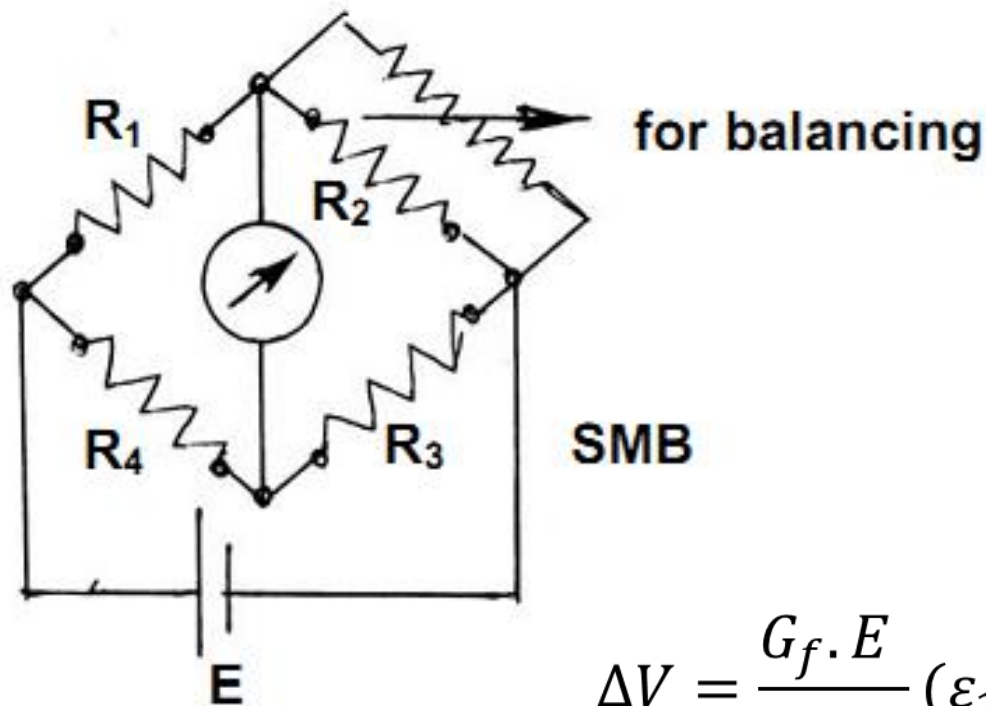 R₁
for balancing
R₂
R₄
R₃
SMB
E
ΔV = G_f . E (ε